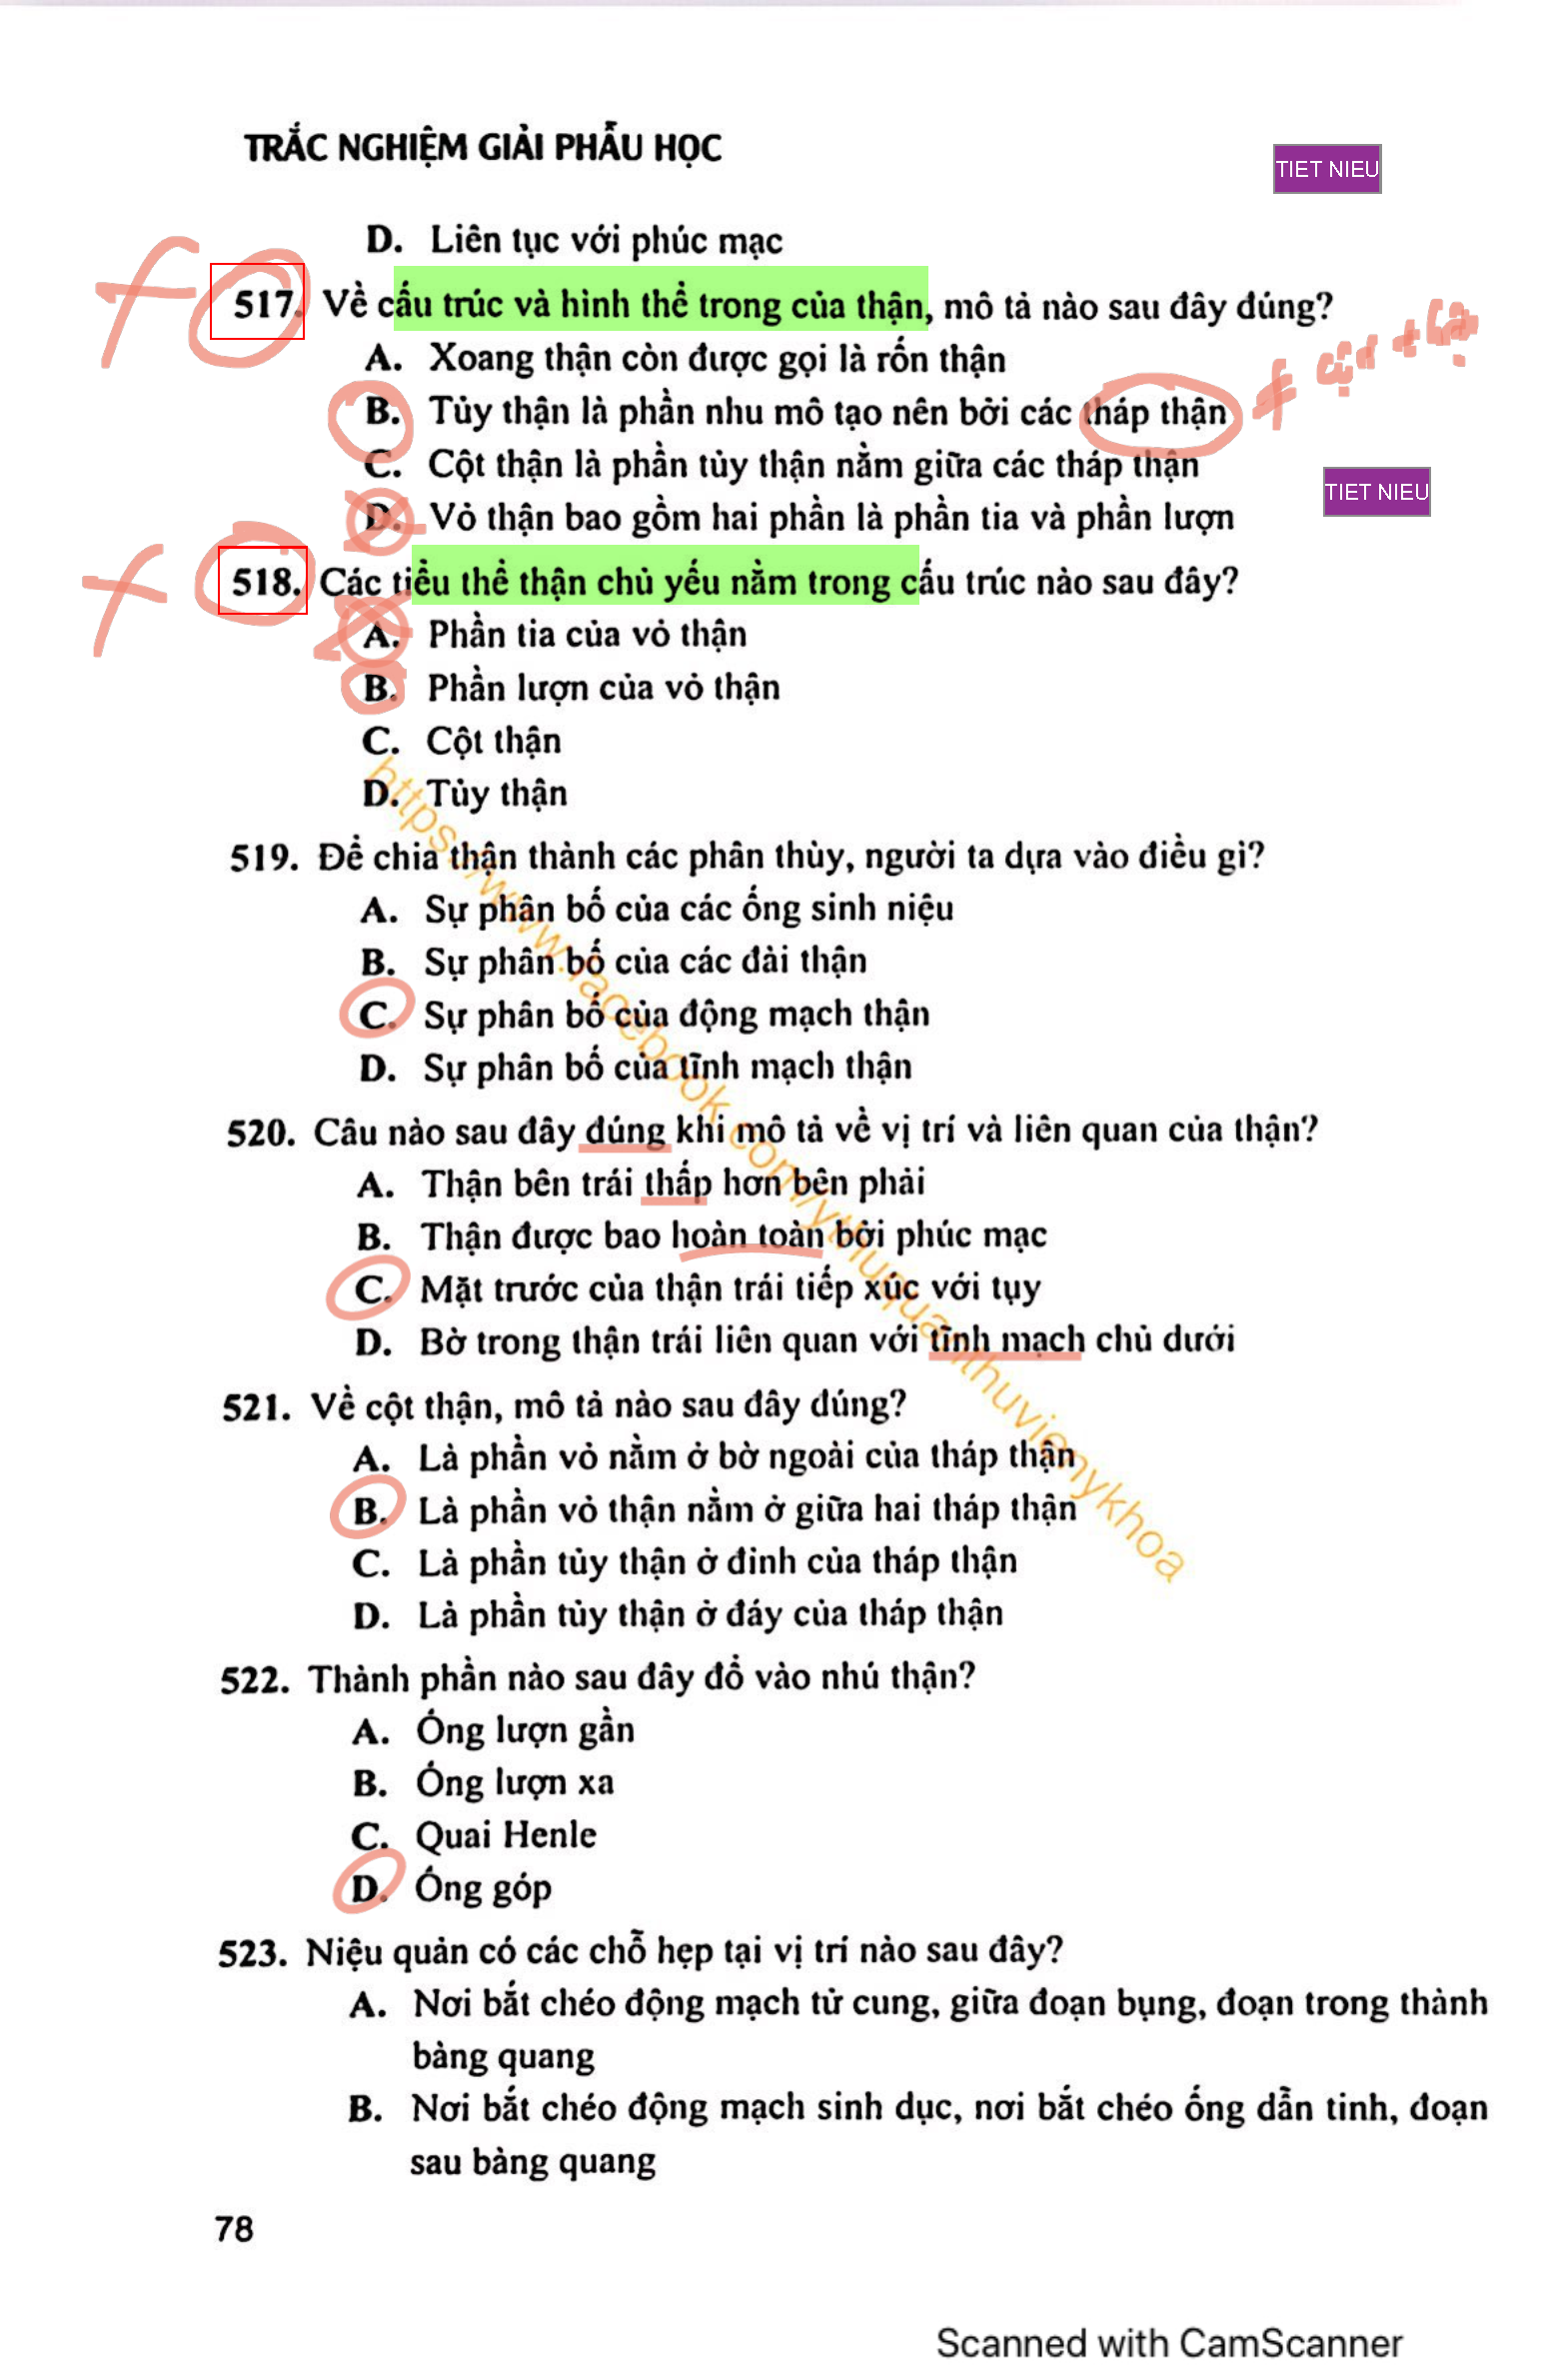 TRẮC NGHIỆM GIẢI PHẪU HỌC
TIET NIEU
D. Liên tục với phúc mạc
517. Về cấu trúc và hình thể trong của thận, mô tả nào sau đây đúng?
A. Xoang thận còn được gọi là rốn thận
B. Tủy thận là phần nhu mô tạo nên bởi các tháp thận
C. Cột thận là phần tủy thận nằm giữa các tháp thận
TIET NIEU
D. Vỏ thận bao gồm hai phần là phần tia và phần lượn
518. Các tiểu thể thận chủ yếu nằm trong cấu trúc nào sau đây?
A. Phần tia của vỏ thận
B. Phần lượn của vỏ thận
C. Cột thận
D. Tủy thận
519. Để chia thận thành các phân thùy, người ta dựa vào điều gì?
A. Sự phân bố của các ống sinh niệu
B. Sự phân bố của các đài thận
C. Sự phân bố của động mạch thận
D. Sự phân bố của tĩnh mạch thận
520. Câu nào sau đây đúng khi mô tả về vị trí và liên quan của thận?
A. Thận bên trái thấp hơn bên phải
B. Thận được bao hoàn toàn bởi phúc mạc
C. Mặt trước của thận trái tiếp xúc với tụy
D. Bờ trong thận trái liên quan với tĩnh mạch chủ dưới
521. Về cột thận, mô tả nào sau đây đúng?
A. Là phần vỏ nằm ở bờ ngoài của tháp thận
B. Là phần vỏ thận nằm ở giữa hai tháp thận
C. Là phần tủy thận ở đỉnh của tháp thận
D. Là phần tủy thận ở đáy của tháp thận
522. Thành phần nào sau đây đổ vào nhú thận?
A. Ống lượn gần
B. Ống lượn xa
C. Quai Henle
D. Ống góp
523. Niệu quản có các chỗ hẹp tại vị trí nào sau đây?
A. Nơi bắt chéo động mạch tử cung, giữa đoạn bụng, đoạn trong thành
bàng quang
B. Nơi bắt chéo động mạch sinh dục, nơi bắt chéo ống dẫn tinh, đoạn
sau bàng quang
78
https://www.facebook.com/ythuquanthuvienykhoa
Scanned with CamScanner